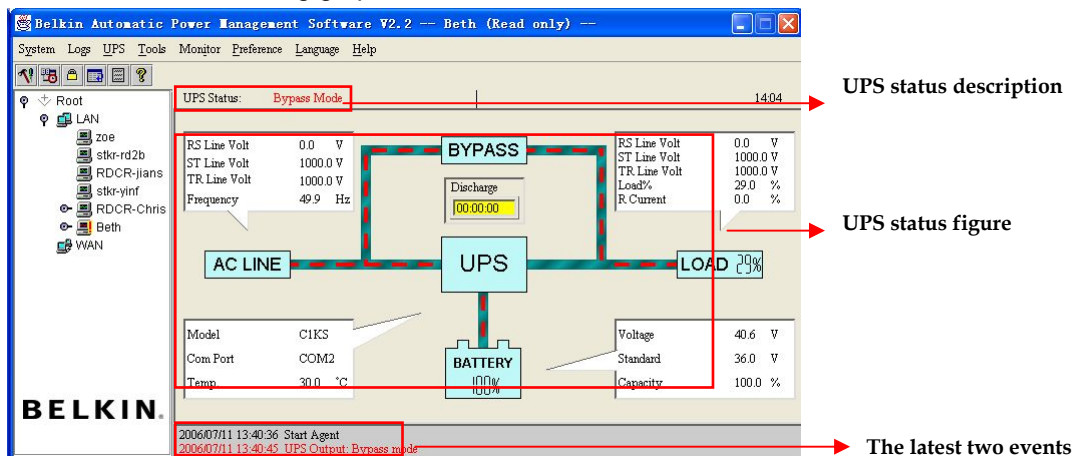 Belkin Automatic Power Management Software V2.2 -- Beth (Read only) --
System Logs UPS Tools Monitor Preference Language Help
Root
LAN
zoe
stkr-rd2b
RDCR-jians
stkr-yinf
RDCR-Chris
Beth
WAN
BELKIN.
UPS Status: Bypass Mode
14:04
RS Line Volt 0.0 V
ST Line Volt 1000.0 V
TR Line Volt 1000.0 V
Frequency 49.9 Hz
BYPASS
Discharge
00:00:00
RS Line Volt 0.0 V
ST Line Volt 1000.0 V
TR Line Volt 1000.0 V
Load% 29.0 %
R Current 0.0 %
AC LINE
UPS
LOAD 29%
Model C1KS
Com Port COM2
Temp 30.0 °C
BATTERY
100%
Voltage 40.6 V
Standard 36.0 V
Capacity 100.0 %
2006/07/11 13:40:36 Start Agent
2006/07/11 13:40:45 UPS Output: Bypass mode
UPS status description
UPS status figure
The latest two events